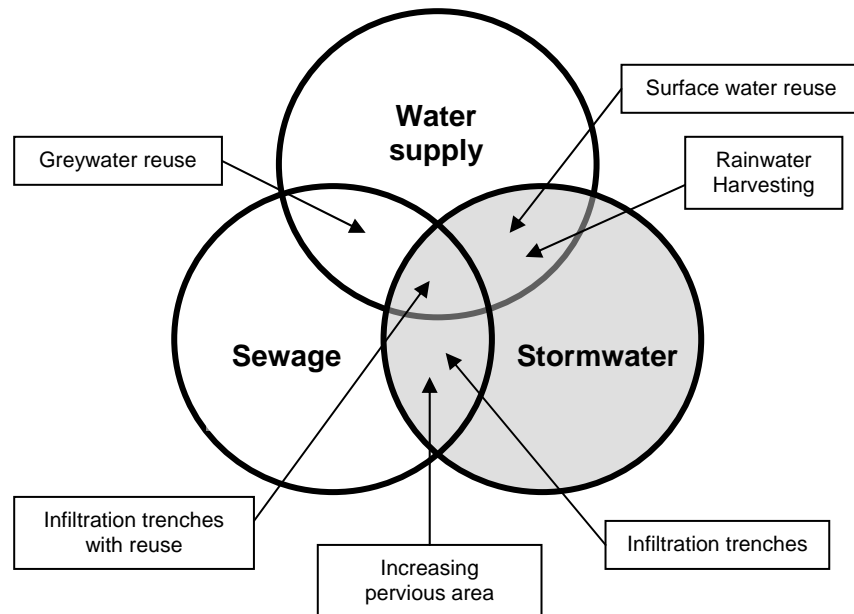 Water
supply
Surface water reuse
Greywater reuse
Rainwater
Harvesting
Sewage
Stormwater
Infiltration trenches
with reuse
Increasing
pervious area
Infiltration trenches